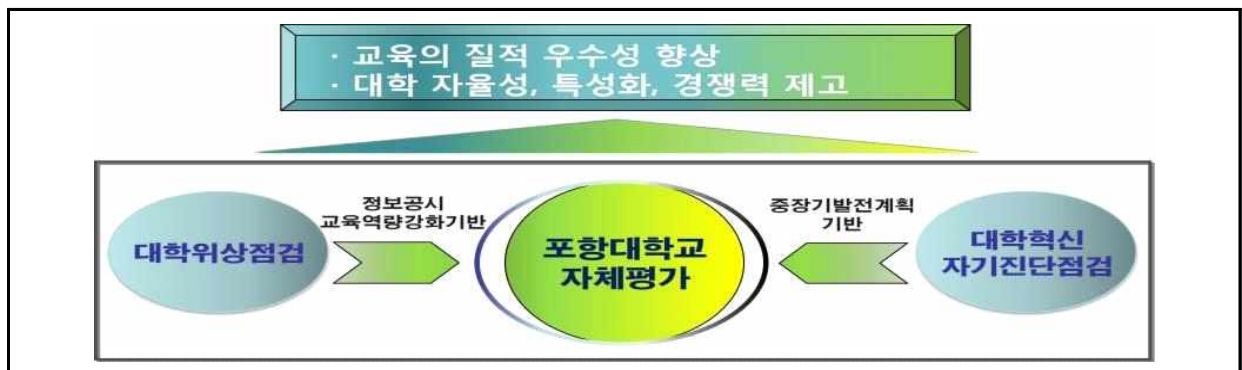 · 교육의 질적 우수성 향상
· 대학 자율성, 특성화, 경쟁력 제고
대학위상점검
정보공시
교육역량강화기반
포항대학교
자체평가
중장기발전계획
기반
대학혁신
자기진단점검